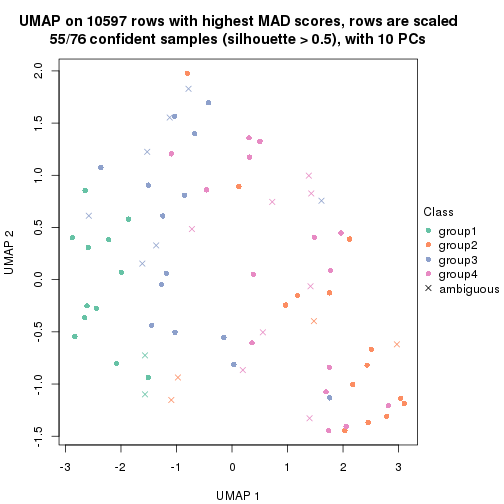 UMAP on 10597 rows with highest MAD scores, rows are scaled
55/76 confident samples (silhouette > 0.5), with 10 PCs
2.0
1.5
1.0
0.5
0.0
-0.5
-1.0
-1.5
UMAP 2
-3 -2 -1 0 1 2 3
UMAP 1
Class
group1
group2
group3
group4
ambiguous